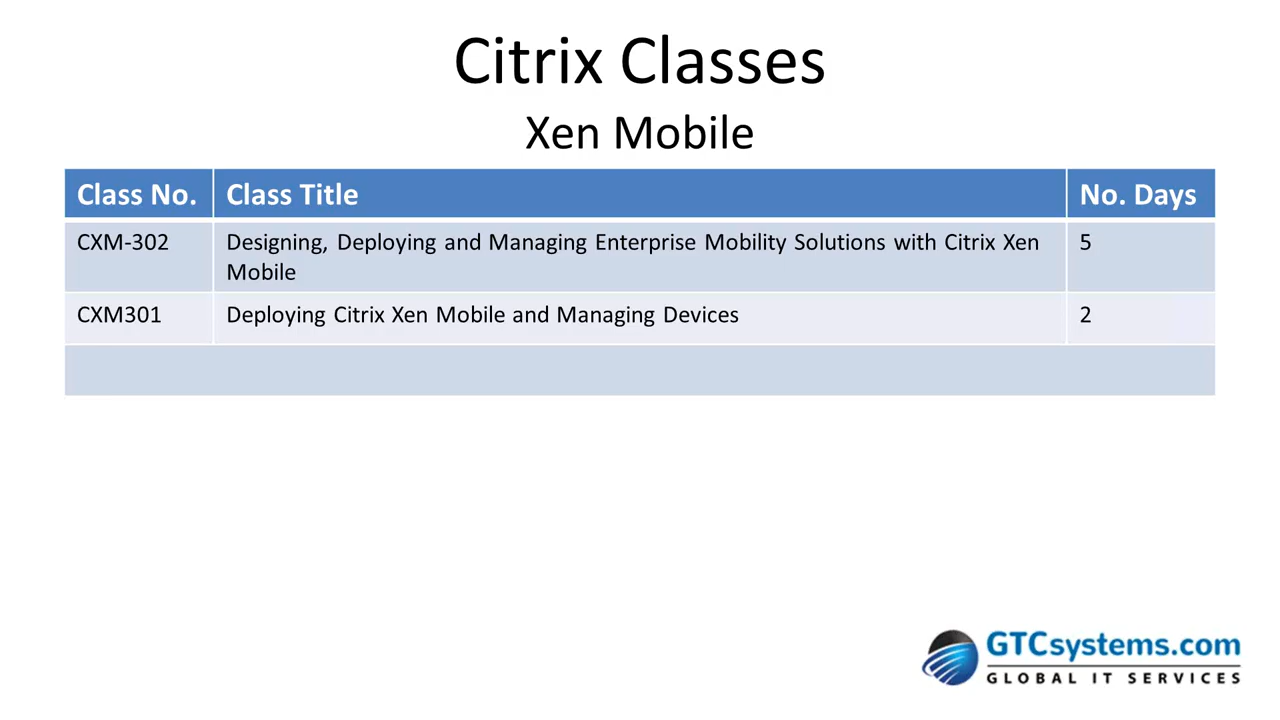 Citrix Classes
Xen Mobile
Class No. Class Title No. Days
CXM-302 Designing, Deploying and Managing Enterprise Mobility Solutions with Citrix Xen 5
Mobile
CXM301 Deploying Citrix Xen Mobile and Managing Devices 2
GTCsystems.com
GLOBAL IT SERVICES